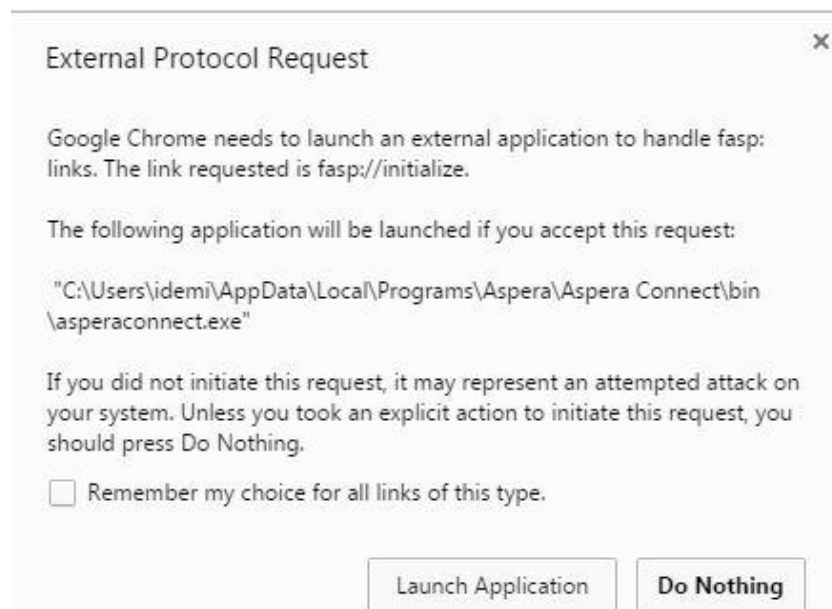 External Protocol Request
Google Chrome needs to launch an external application to handle fasp:
links. The link requested is fasp://initialize.
The following application will be launched if you accept this request:
"C:\Users\idemi\AppData\Local\Programs\Aspera\Aspera Connect\bin
\asperaconnect.exe"
If you did not initiate this request, it may represent an attempted attack on
your system. Unless you took an explicit action to initiate this request, you
should press Do Nothing.
Remember my choice for all links of this type.
Launch Application
Do Nothing